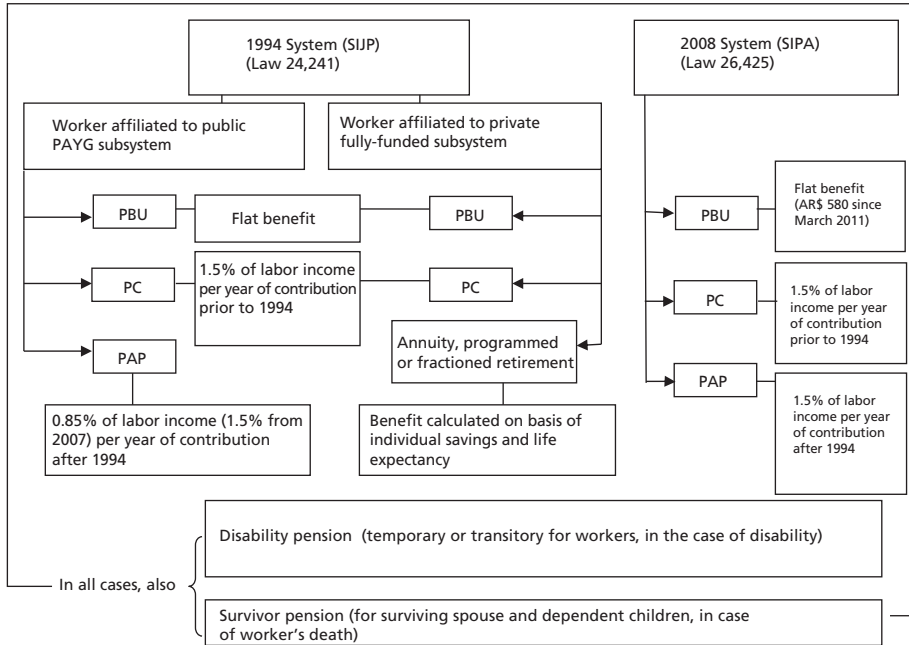 1994 System (SIJP)
(Law 24,241)
2008 System (SIPA)
(Law 26,425)
Worker affiliated to public
PAYG subsystem
Worker affiliated to private
fully-funded subsystem
PBU
Flat benefit
PBU
PBU
Flat benefit
(AR$ 580 since
March 2011)
PC
1.5% of labor income
per year of contribution
prior to 1994
PC
PC
1.5% of labor
income per year
of contribution
prior to 1994
PAP
Annuity, programmed
or fractioned retirement
PAP
1.5% of labor
income per year
of contribution
after 1994
0.85% of labor income (1.5% from
2007) per year of contribution
after 1994
Benefit calculated on basis of
individual savings and life
expectancy
In all cases, also
Disability pension (temporary or transitory for workers, in the case of disability)
Survivor pension (for surviving spouse and dependent children, in case
of worker's death)